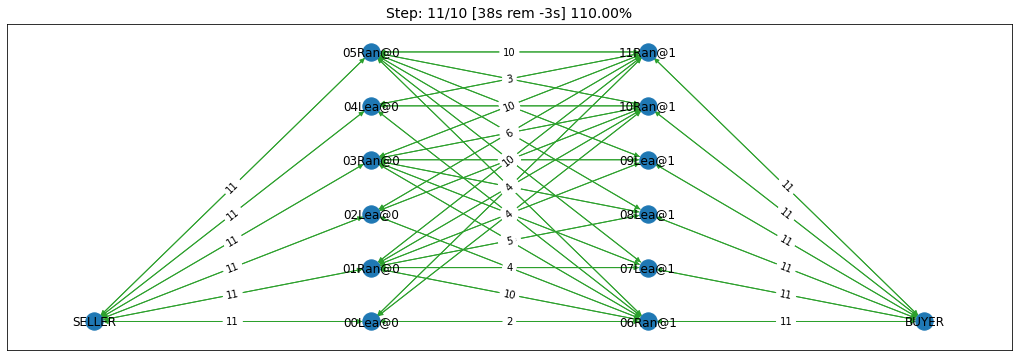 Step: 11/10 [38s rem -3s] 110.00%
05Ran@0 10 11Ran@1
3
04Lea@0 10 10Ran@1
6
03Ran@0 10 09Lea@1
11 4 11
11 02Lea@0 4 08Lea@1 11
11 5 11
11 01Ran@0 4 07Lea@1 11
11 10 11
SELLER 11 00Lea@0 2 06Ran@1 11 BUYER